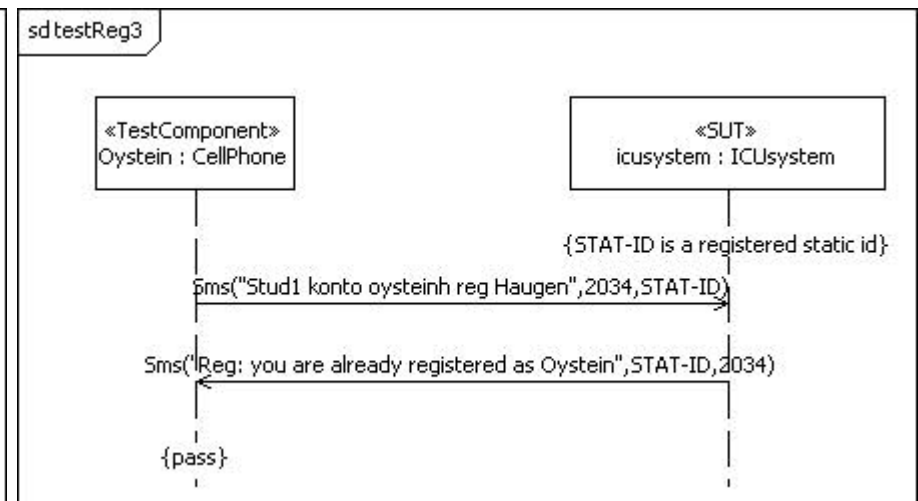 sd testReg3
«TestComponent»
Oystein : CellPhone
«SUT»
icusystem : ICUsystem
{STAT-ID is a registered static id}
Sms("Stud1 konto oysteinh reg Haugen",2034,STAT-ID)
Sms("Reg: you are already registered as Oystein",STAT-ID,2034)
{pass}